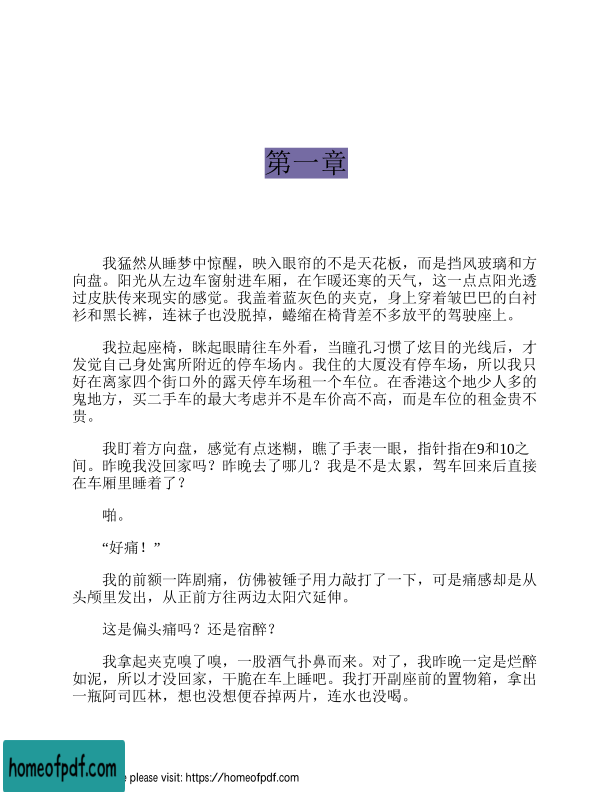 第一章
我猛然从睡梦中惊醒，映入眼帘的不是天花板，而是挡风玻璃和方
向盘。阳光从左边车窗射进车厢，在乍暖还寒的天气，这一点点阳光透
过皮肤传来现实的感觉。我盖着蓝灰色的夹克，身上穿着皱巴巴的白衬
衫和黑长裤，连袜子也没脱掉，蜷缩在椅背差不多放平的驾驶座上。
我拉起座椅，眯起眼睛往车外看，当瞳孔习惯了炫目的光线后，才
发觉自己身处寓所附近的停车场内。我住的大厦没有停车场，所以我只
好在离家四个街口外的露天停车场租一个车位。在香港这个地少人多的
鬼地方，买二手车的最大考虑并不是车价高不高，而是车位的租金贵不
贵。
我盯着方向盘，感觉有点迷糊，瞧了手表一眼，指针指在9和10之
间。昨晚我没回家吗？昨晚去了哪儿？我是不是太累，驾车回来后直接
在车厢里睡着了？
啪。
“好痛！”
我的前额一阵剧痛，仿佛被锤子用力敲打了一下，可是痛感却是从
头颅里发出，从正前方往两边太阳穴延伸。
这是偏头痛吗？还是宿醉？
我拿起夹克嗅了嗅，一股酒气扑鼻而来。对了，我昨晚一定是烂醉
如泥，所以才没回家，干脆在车上睡吧。我打开副座前的置物箱，拿出
一瓶阿司匹林，想也没想便吞掉两片，连水也没喝。
homeofpdf.com
e please visit: https://homeofpdf.com